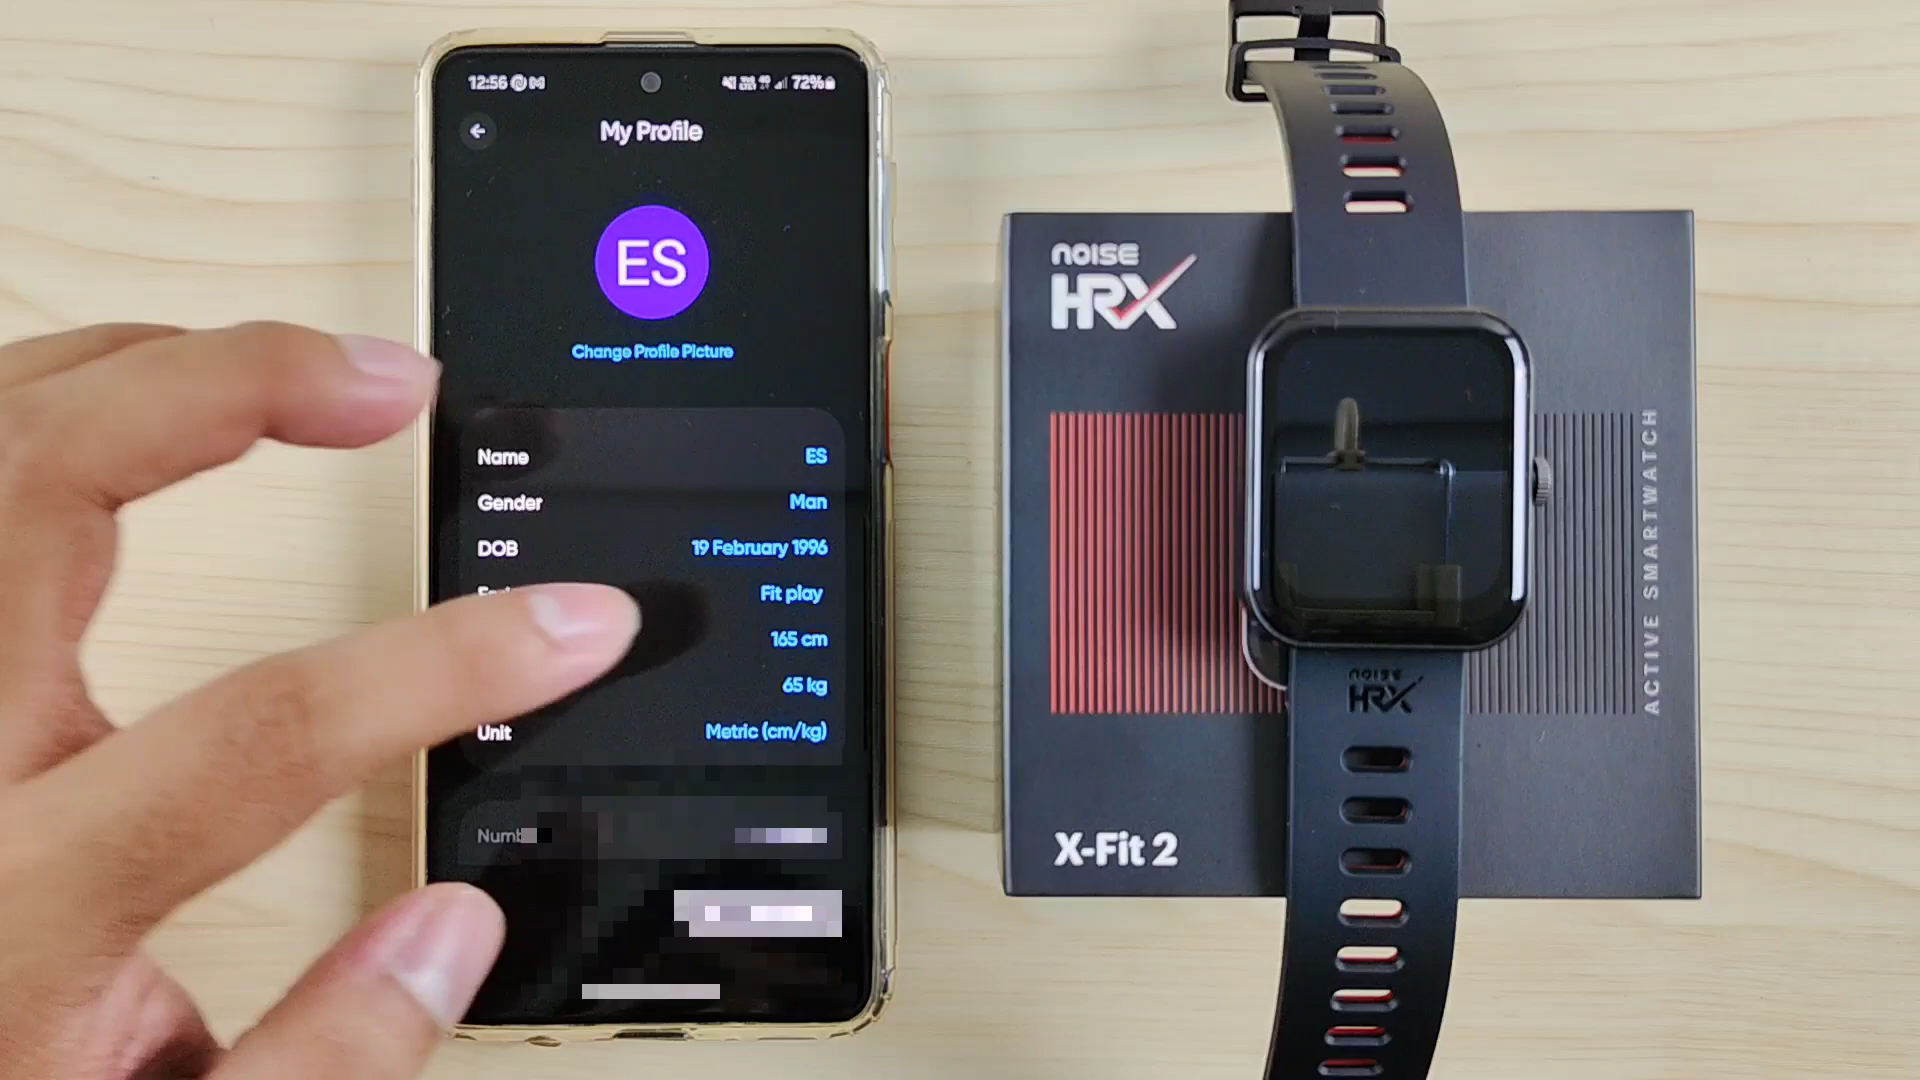 12:56
72%
My Profile
ES
Change Profile Picture
Name ES
Gender Man
DOB 19 February 1996
Fit play
165 cm
65 kg
Unit Metric (cm/kg)
noise
HRX
ACTIVE SMARTWATCH
noise
HRX
X-Fit 2